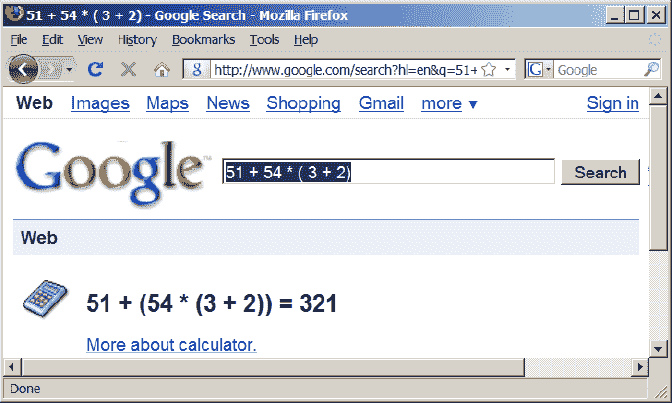 51 + 54 * ( 3 + 2) - Google Search - Mozilla Firefox
File Edit View History Bookmarks Tools Help
http://www.google.com/search?hl=en&q=51+ Google
Web Images Maps News Shopping Gmail more ▼ Sign in
Google™ 51 + 54 * ( 3 + 2) Search
Web
51 + (54 * (3 + 2)) = 321
More about calculator.
Done